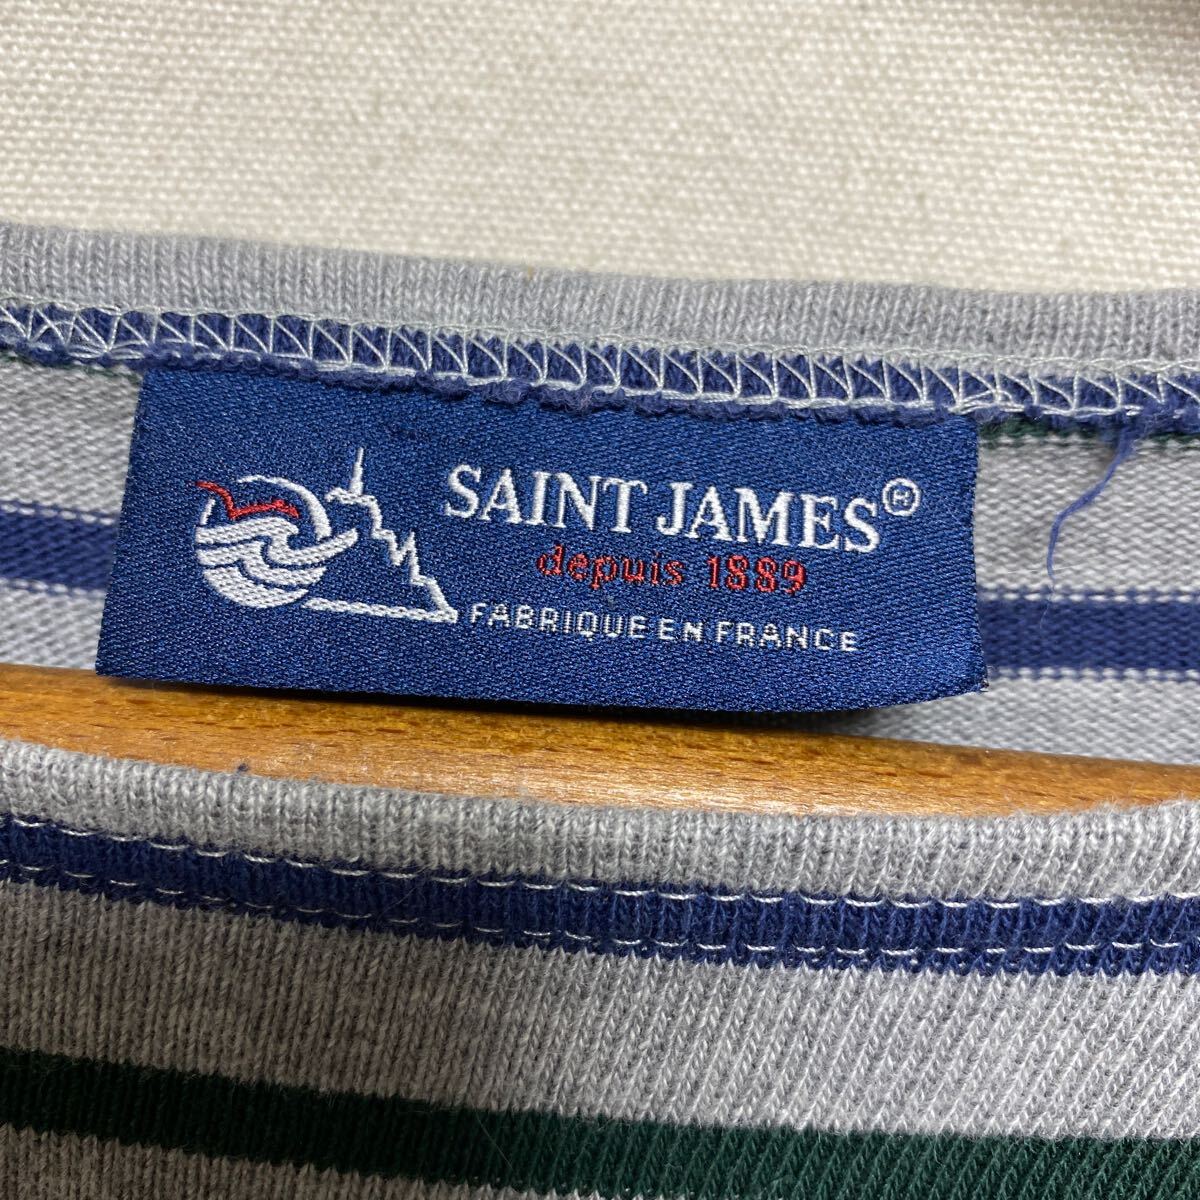 SAINT JAMES®
depuis 1889
FABRIQUE EN FRANCE